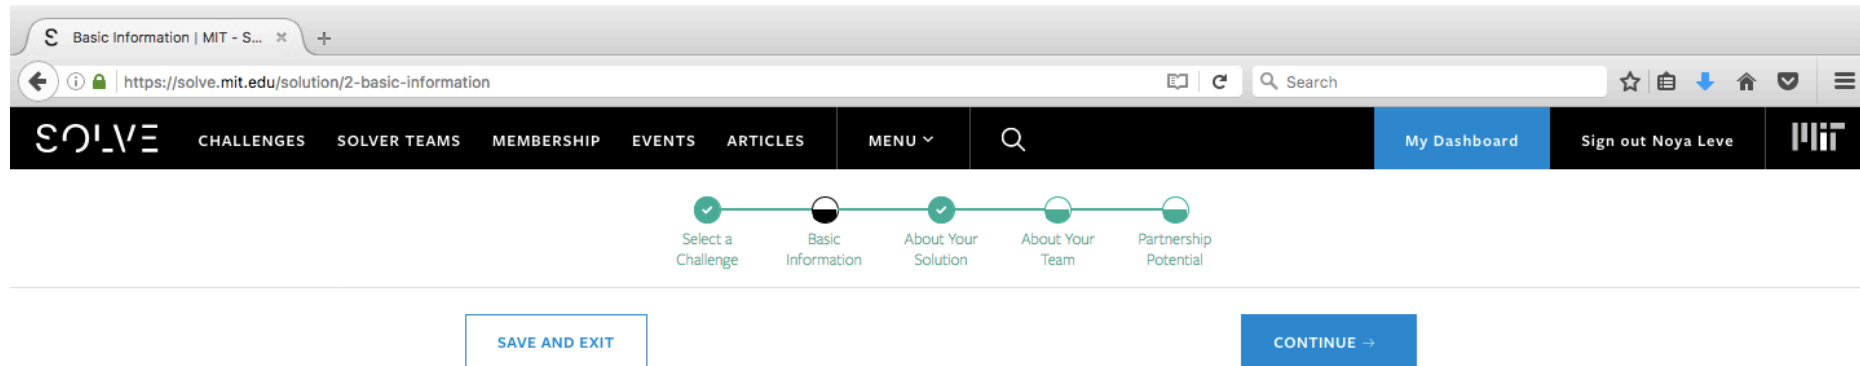 Basic Information | MIT - S...
https://solve.mit.edu/solution/2-basic-information
Search
SOLVE CHALLENGES SOLVER TEAMS MEMBERSHIP EVENTS ARTICLES MENU My Dashboard Sign out Noya Leve MIT
Select a
Challenge
Basic
Information
About Your
Solution
About Your
Team
Partnership
Potential
SAVE AND EXIT
CONTINUE →